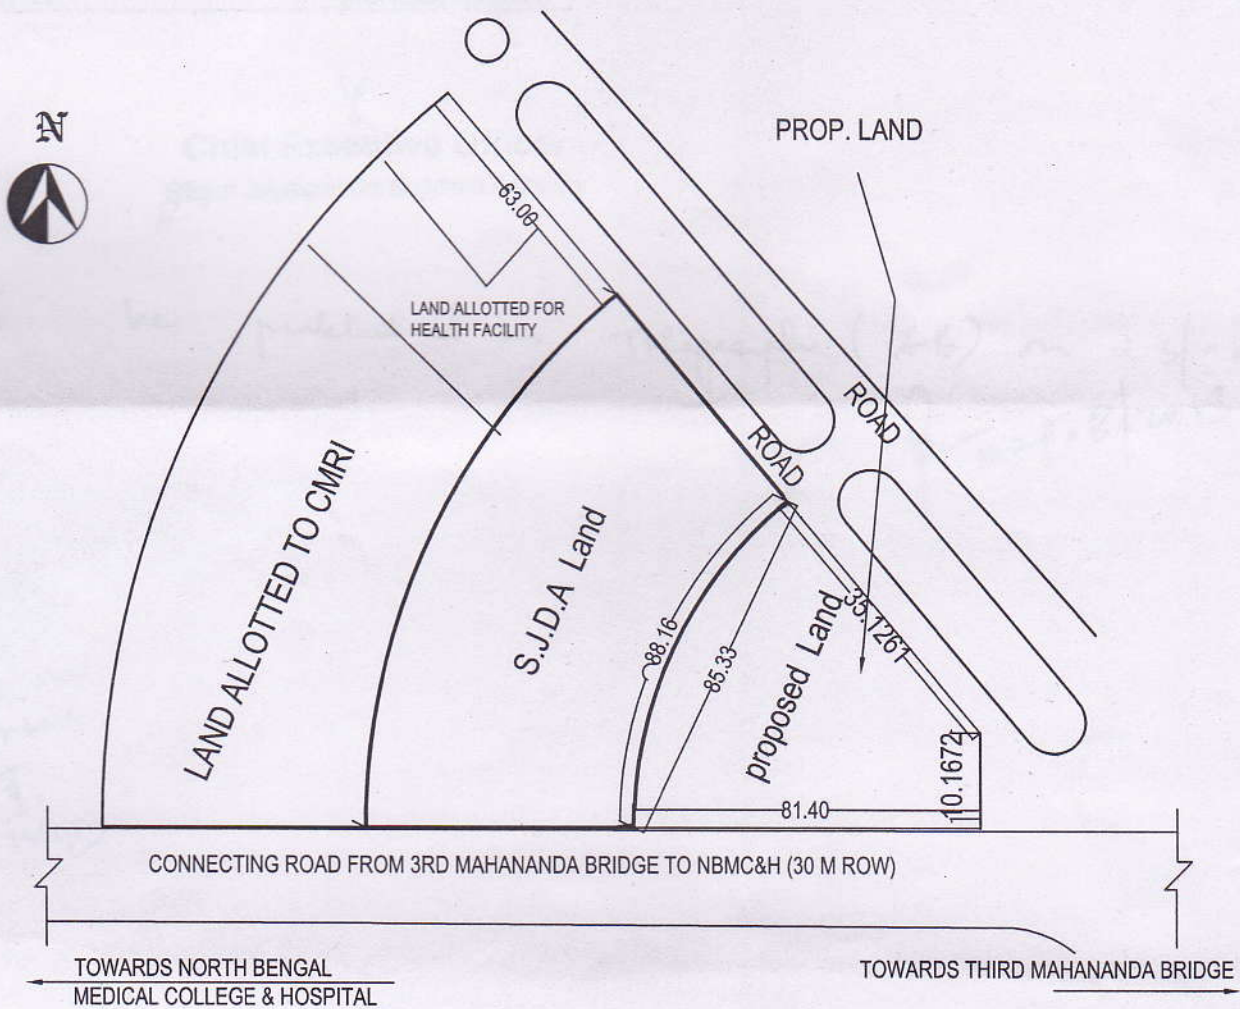 N
PROP. LAND
63.00
LAND ALLOTTED FOR
HEALTH FACILITY
ROAD
ROAD
LAND ALLOTTED TO CMRI
S.J.D.A Land
88.16
85.33
proposed Land
35.1261
10.1672
81.40
CONNECTING ROAD FROM 3RD MAHANANDA BRIDGE TO NBMC&H (30 M ROW)
TOWARDS NORTH BENGAL
MEDICAL COLLEGE & HOSPITAL
TOWARDS THIRD MAHANANDA BRIDGE